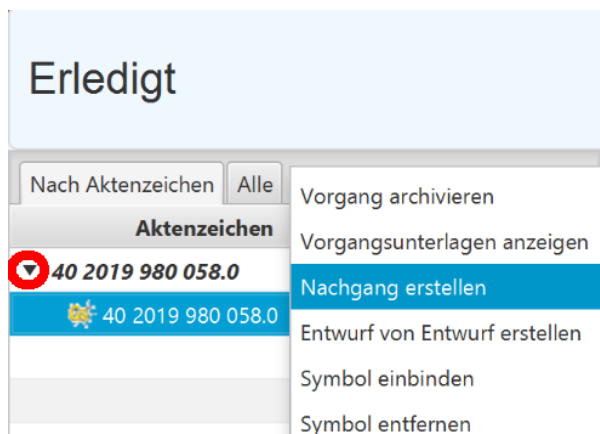 Erledigt
Nach Aktenzeichen Alle
Aktenzeichen
40 2019 980 058.0
40 2019 980 058.0
Vorgang archivieren
Vorgangsunterlagen anzeigen
Nachgang erstellen
Entwurf von Entwurf erstellen
Symbol einbinden
Symbol entfernen